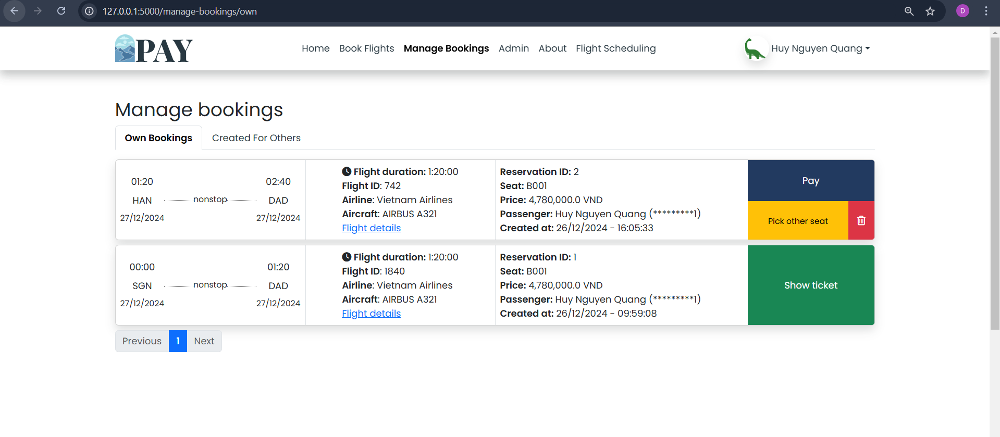 127.0.0.1:5000/manage-bookings/own
D
PAY
Home Book Flights Manage Bookings Admin About Flight Scheduling
Huy Nguyen Quang
Manage bookings
Own Bookings Created For Others
01:20 02:40
HAN nonstop DAD
27/12/2024 27/12/2024
Flight duration: 1:20:00
Flight ID: 742
Airline: Vietnam Airlines
Aircraft: AIRBUS A321
Flight details
Reservation ID: 2
Seat: B001
Price: 4,780,000.0 VND
Passenger: Huy Nguyen Quang (*********1)
Created at: 26/12/2024 - 16:05:33
Pay
Pick other seat
00:00 01:20
SGN nonstop DAD
27/12/2024 27/12/2024
Flight duration: 1:20:00
Flight ID: 1840
Airline: Vietnam Airlines
Aircraft: AIRBUS A321
Flight details
Reservation ID: 1
Seat: B001
Price: 4,780,000.0 VND
Passenger: Huy Nguyen Quang (*********1)
Created at: 26/12/2024 - 09:59:08
Show ticket
Previous 1 Next